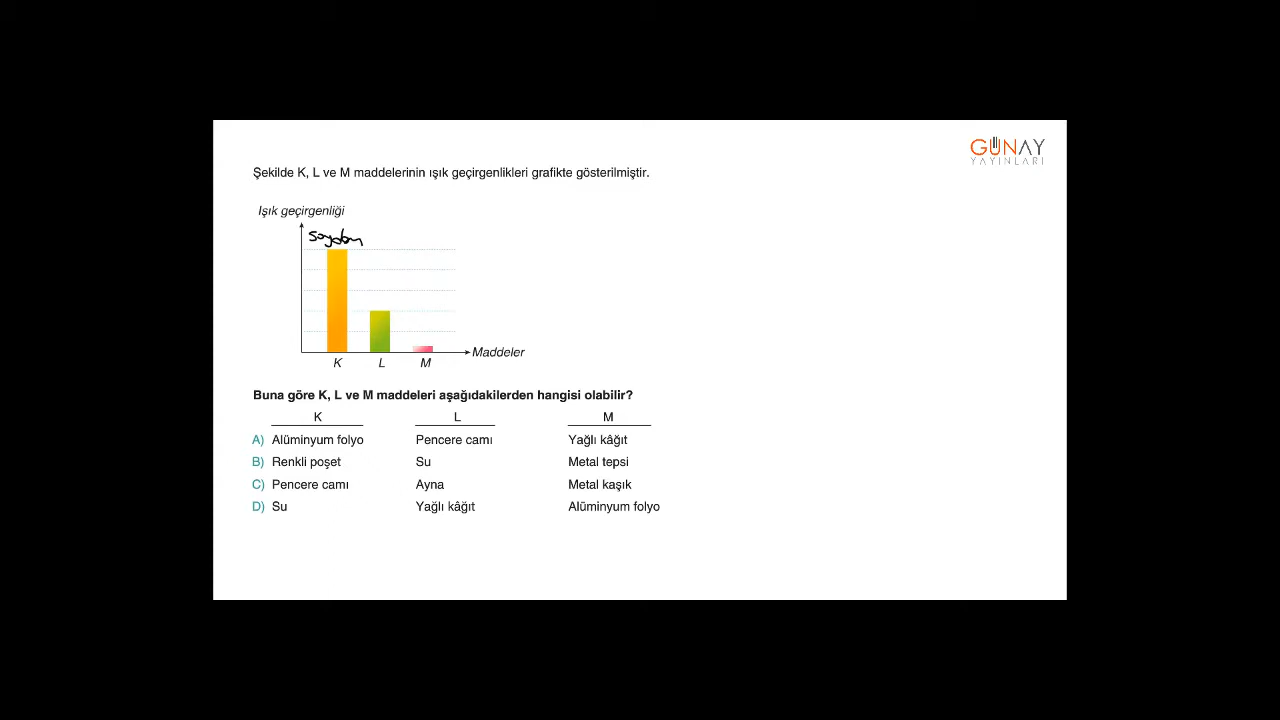 GÜNAY
YAYINLARI
Şekilde K, L ve M maddelerinin ışık geçirgenlikleri grafikte gösterilmiştir.
Işık geçirgenliği
saydam
Maddeler
K L M
Buna göre K, L ve M maddeleri aşağıdakilerden hangisi olabilir?
K L M
A) Alüminyum folyo Pencere camı Yağlı kâğıt
B) Renkli poşet Su Metal tepsi
C) Pencere camı Ayna Metal kaşık
D) Su Yağlı kâğıt Alüminyum folyo